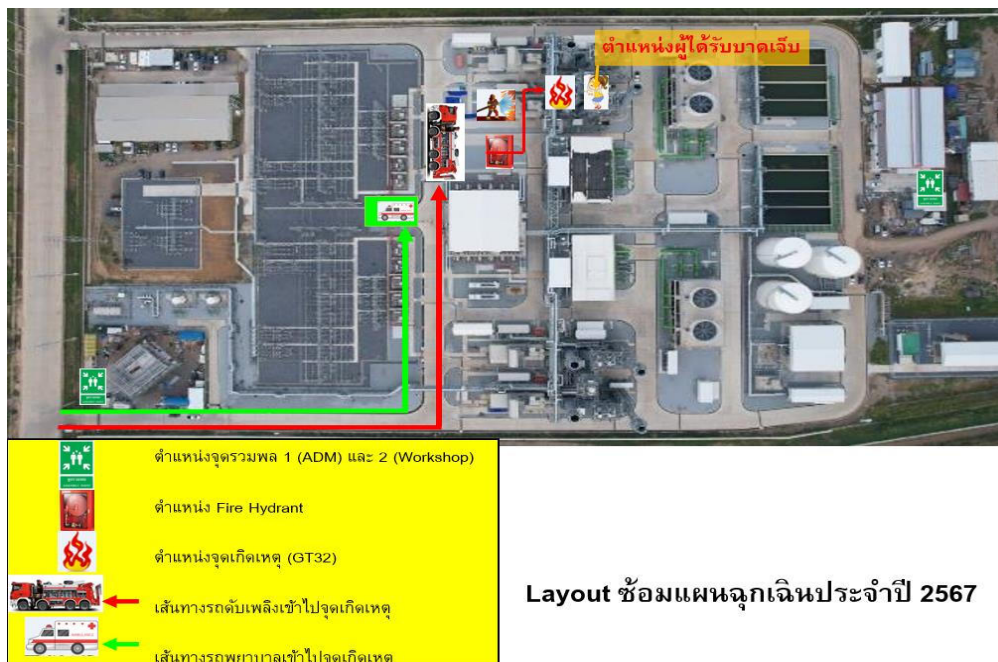 ตำแหน่งผู้ได้รับบาดเจ็บ
ตำแหน่งจุดรวมพล 1 (ADM) และ 2 (Workshop)
ตำแหน่ง Fire Hydrant
ตำแหน่งจุดเกิดเหตุ (GT32)
เส้นทางรถดับเพลิงเข้าไปจุดเกิดเหตุ
เส้นทางรถพยาบาลเข้าไปจุดเกิดเหตุ
Layout ซ้อมแผนฉุกเฉินประจำปี 2567